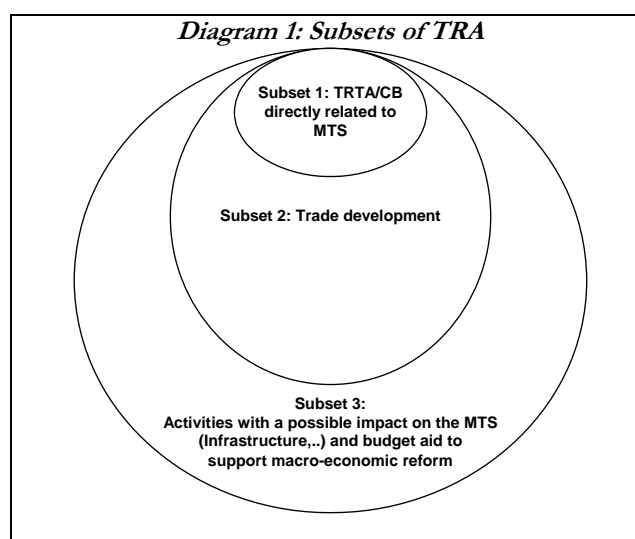 Diagram 1: Subsets of TRA
Subset 1: TRTA/CB
directly related to
MTS
Subset 2: Trade development
Subset 3:
Activities with a possible impact on the MTS
(Infrastructure,..) and budget aid to
support macro-economic reform